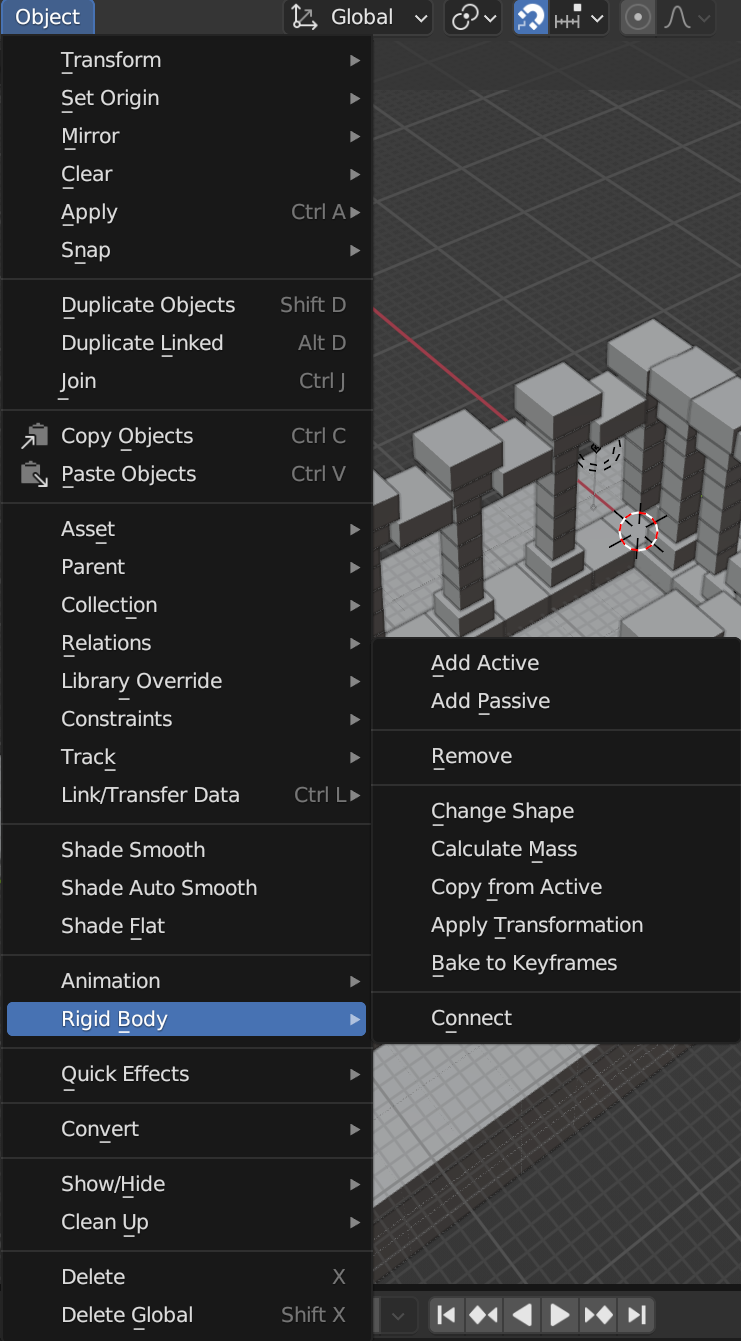 Object
Global
Transform
Set Origin
Mirror
Clear
Apply Ctrl A
Snap
Duplicate Objects Shift D
Duplicate Linked Alt D
Join Ctrl J
Copy Objects Ctrl C
Paste Objects Ctrl V
Asset
Parent
Collection
Relations
Library Override
Constraints
Track
Link/Transfer Data Ctrl L
Shade Smooth
Shade Auto Smooth
Shade Flat
Animation
Rigid Body
Quick Effects
Convert
Show/Hide
Clean Up
Delete X
Delete Global Shift X
Add Active
Add Passive
Remove
Change Shape
Calculate Mass
Copy from Active
Apply Transformation
Bake to Keyframes
Connect